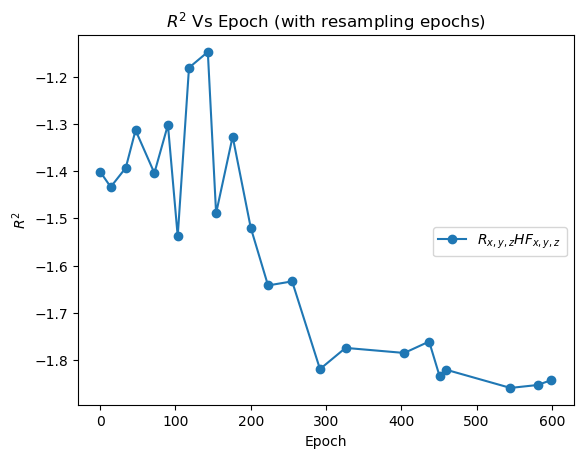 R² Vs Epoch (with resampling epochs)
−1.2
−1.3
−1.4
−1.5
−1.6
−1.7
−1.8
R²
R_{x,y,z}HF_{x,y,z}
0 100 200 300 400 500 600
Epoch